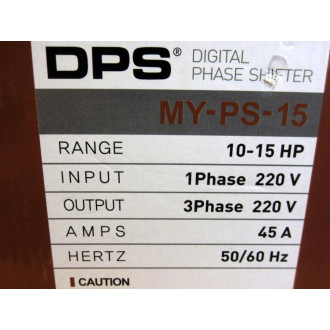 DPS® DIGITAL
PHASE SHIFTER
MY-PS-15
RANGE 10-15 HP
INPUT 1Phase 220 V
OUTPUT 3Phase 220 V
AMPS 45 A
HERTZ 50/60 Hz
CAUTION